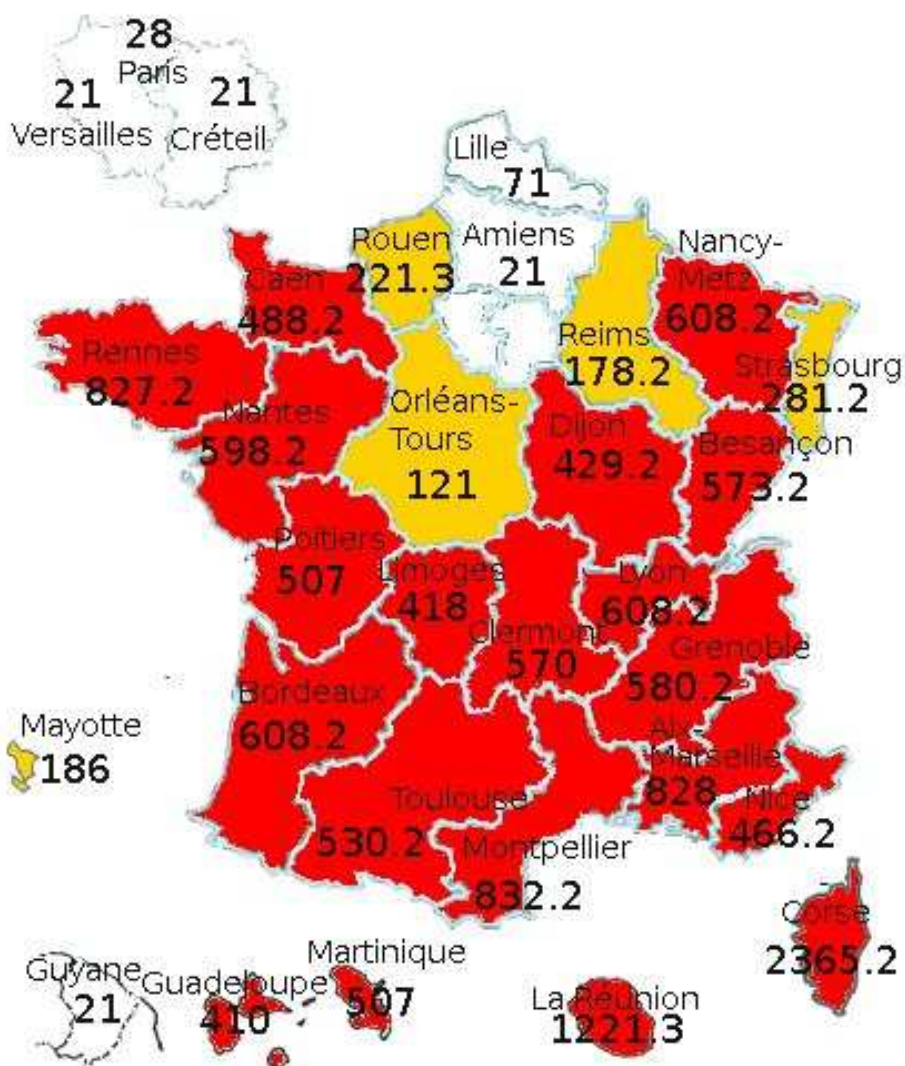 28
Paris
21
21
Versailles
Créteil
Lille
71
Rouen
221.3
Amiens
21
Nancy-
Metz
608.2
Caen
488.2
Reims
178.2
Strasbourg
281.2
Rennes
827.2
Nantes
598.2
Orléans-
Tours
121
Dijon
429.2
Besançon
573.2
Poitiers
507
Limoges
418
Clermont
570
Lyon
608.2
Grenoble
580.2
Bordeaux
608.2
Mayotte
186
Aix-
Marseille
828
Nice
466.2
Toulouse
530.2
Montpellier
832.2
Corse
2365.2
Guyane
21
Guadeloupe
410
Martinique
507
La Réunion
1221.3